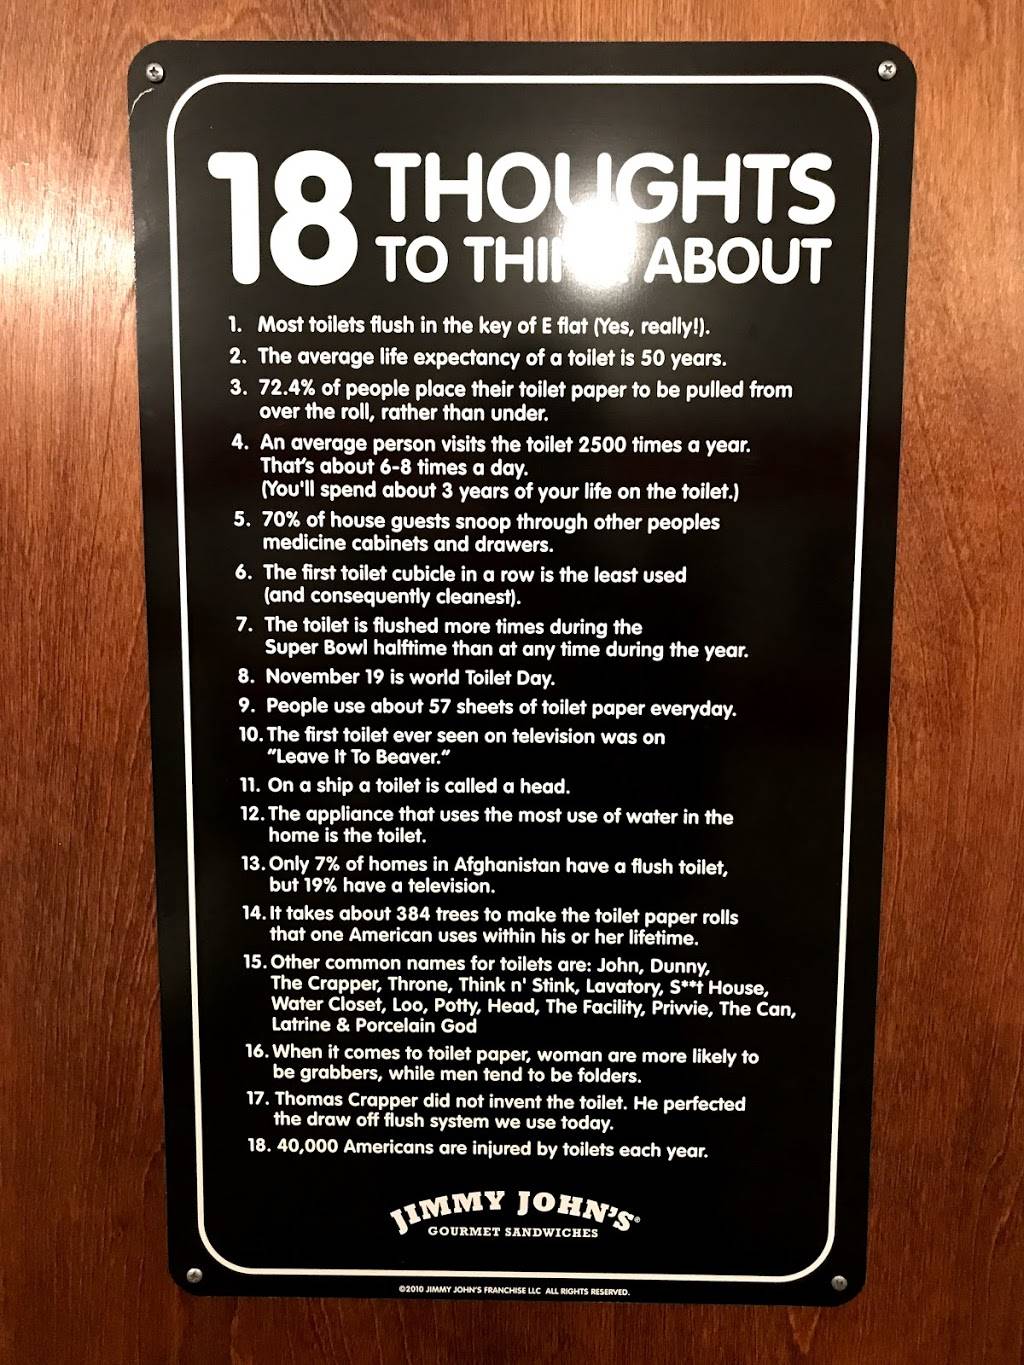 18 THOUGHTS
TO THINK ABOUT
1. Most toilets flush in the key of E flat (Yes, really!).
2. The average life expectancy of a toilet is 50 years.
3. 72.4% of people place their toilet paper to be pulled from
over the roll, rather than under.
4. An average person visits the toilet 2500 times a year.
That's about 6-8 times a day.
(You'll spend about 3 years of your life on the toilet.)
5. 70% of house guests snoop through other peoples
medicine cabinets and drawers.
6. The first toilet cubicle in a row is the least used
(and consequently cleanest).
7. The toilet is flushed more times during the
Super Bowl halftime than at any time during the year.
8. November 19 is world Toilet Day.
9. People use about 57 sheets of toilet paper everyday.
10. The first toilet ever seen on television was on
"Leave It To Beaver."
11. On a ship a toilet is called a head.
12. The appliance that uses the most use of water in the
home is the toilet.
13. Only 7% of homes in Afghanistan have a flush toilet,
but 19% have a television.
14. It takes about 384 trees to make the toilet paper rolls
that one American uses within his or her lifetime.
15. Other common names for toilets are: John, Dunny,
The Crapper, Throne, Think n' Stink, Lavatory, S**t House,
Water Closet, Loo, Potty, Head, The Facility, Privvie, The Can,
Latrine & Porcelain God
16. When it comes to toilet paper, woman are more likely to
be grabbers, while men tend to be folders.
17. Thomas Crapper did not invent the toilet. He perfected
the draw off flush system we use today.
18. 40,000 Americans are injured by toilets each year.
JIMMY JOHN'S®
GOURMET SANDWICHES
©2010 JIMMY JOHN'S FRANCHISE LLC ALL RIGHTS RESERVED.